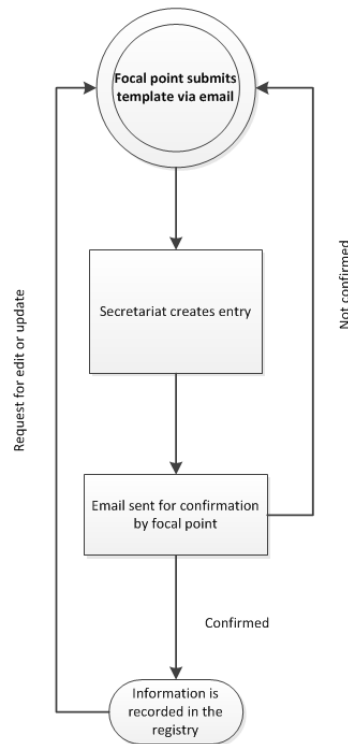 Focal point submits
template via email
Secretariat creates entry
Request for edit or update
Not confirmed
Email sent for confirmation
by focal point
Confirmed
Information is
recorded in the
registry